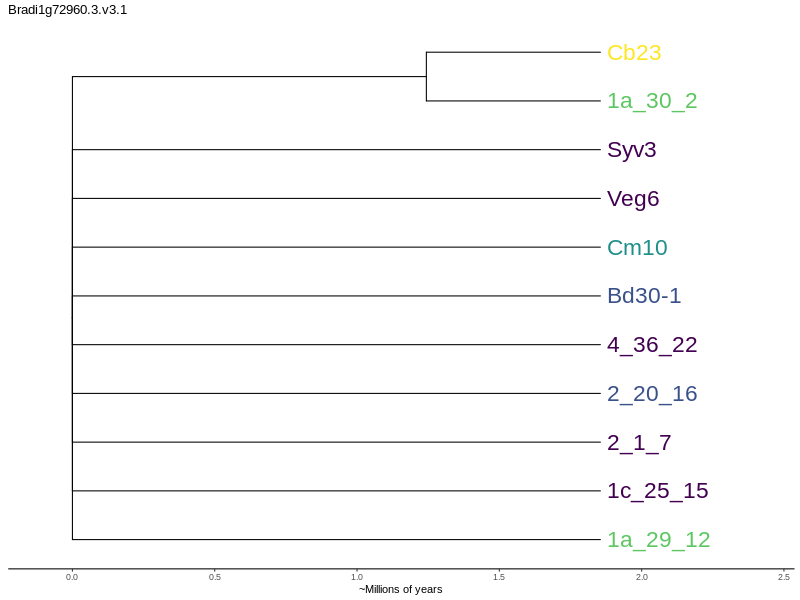 Bradi1g72960.3.v3.1
Cb23
1a_30_2
Syv3
Veg6
Cm10
Bd30-1
4_36_22
2_20_16
2_1_7
1c_25_15
1a_29_12
0.0 0.5 1.0 1.5 2.0 2.5
~Millions of years